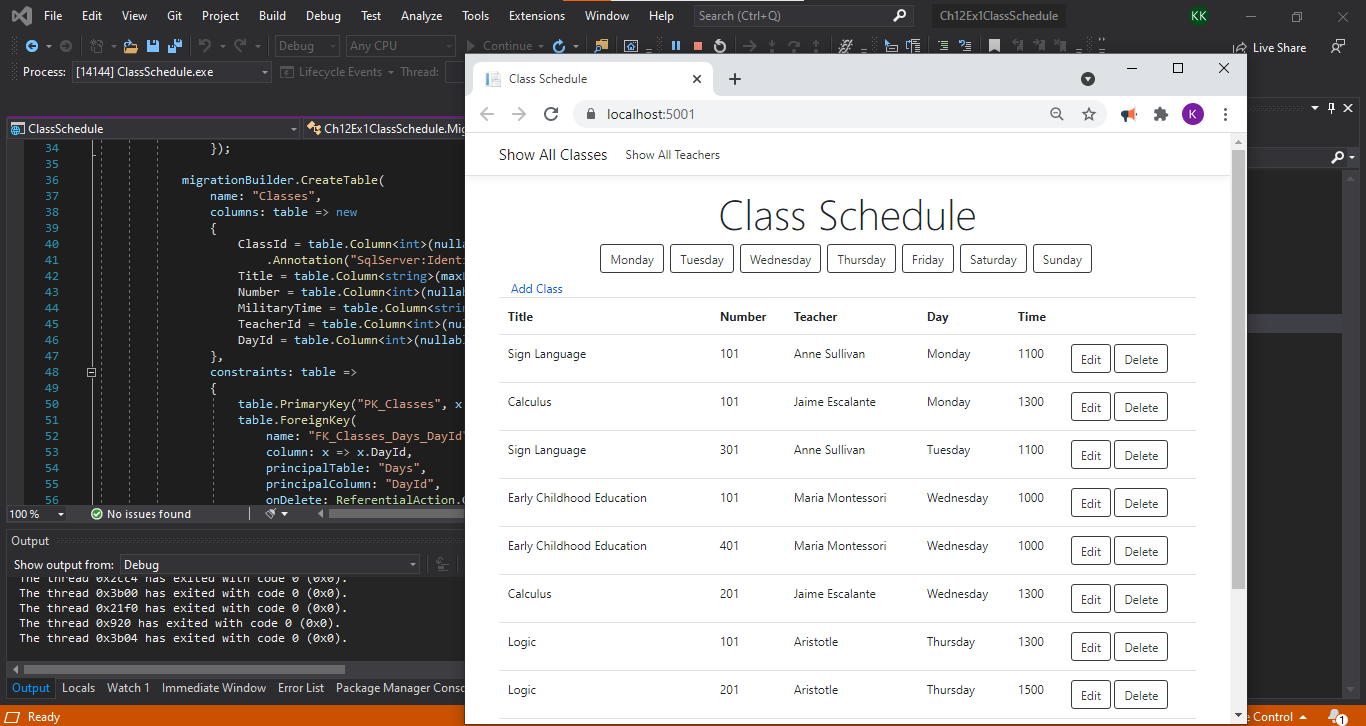 File Edit View Git Project Build Debug Test Analyze Tools Extensions Window Help Search (Ctrl+Q) Ch12Ex1ClassSchedule KK
Debug Any CPU Continue Live Share
Process: [14144] ClassSchedule.exe Lifecycle Events Thread:
ClassSchedule Ch12Ex1ClassSchedule.Mig
34 });
35
36 migrationBuilder.CreateTable(
37 name: "Classes",
38 columns: table => new
39 {
40 ClassId = table.Column<int>(nulla
41 .Annotation("SqlServer:Identi
42 Title = table.Column<string>(maxL
43 Number = table.Column<int>(nullab
44 MilitaryTime = table.Column<strin
45 TeacherId = table.Column<int>(nul
46 DayId = table.Column<int>(nullabl
47 },
48 constraints: table =>
49 {
50 table.PrimaryKey("PK_Classes", x
51 table.ForeignKey(
52 name: "FK_Classes_Days_DayId"
53 column: x => x.DayId,
54 principalTable: "Days",
55 principalColumn: "DayId",
56 onDelete: ReferentialAction.
100 % No issues found
Output
Show output from: Debug
The thread 0x2cc4 has exited with code 0 (0x0).
The thread 0x3b00 has exited with code 0 (0x0).
The thread 0x21f0 has exited with code 0 (0x0).
The thread 0x920 has exited with code 0 (0x0).
The thread 0x3b04 has exited with code 0 (0x0).
Output Locals Watch 1 Immediate Window Error List Package Manager Conso
Ready
Class Schedule
localhost:5001 K
Show All Classes Show All Teachers
Class Schedule
Monday Tuesday Wednesday Thursday Friday Saturday Sunday
Add Class
Title Number Teacher Day Time
Sign Language 101 Anne Sullivan Monday 1100 Edit Delete
Calculus 101 Jaime Escalante Monday 1300 Edit Delete
Sign Language 301 Anne Sullivan Tuesday 1100 Edit Delete
Early Childhood Education 101 Maria Montessori Wednesday 1000 Edit Delete
Early Childhood Education 401 Maria Montessori Wednesday 1000 Edit Delete
Calculus 201 Jaime Escalante Wednesday 1300 Edit Delete
Logic 101 Aristotle Thursday 1300 Edit Delete
Logic 201 Aristotle Thursday 1500 Edit Delete
e Control 1